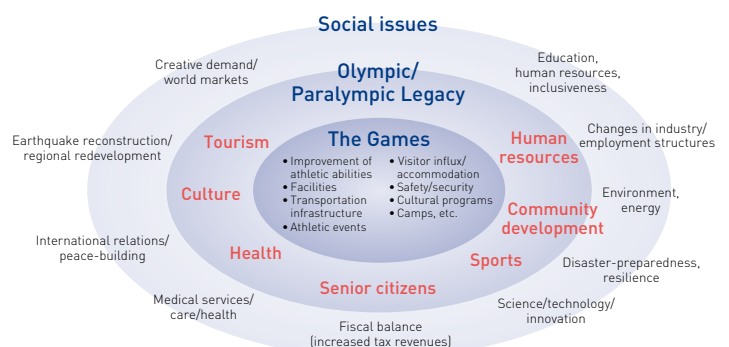 Social issues
Creative demand/
world markets
Education,
human resources,
inclusiveness
Olympic/
Paralympic Legacy
Earthquake reconstruction/
regional redevelopment
Tourism
The Games
Human
resources
Changes in industry/
employment structures
• Improvement of
athletic abilities
• Facilities
• Transportation
infrastructure
• Athletic events
• Visitor influx/
accommodation
• Safety/security
• Cultural programs
• Camps, etc.
Culture
Community
development
Environment,
energy
International relations/
peace-building
Health
Sports
Disaster-preparedness,
resilience
Senior citizens
Medical services/
care/health
Science/technology/
innovation
Fiscal balance
(increased tax revenues)